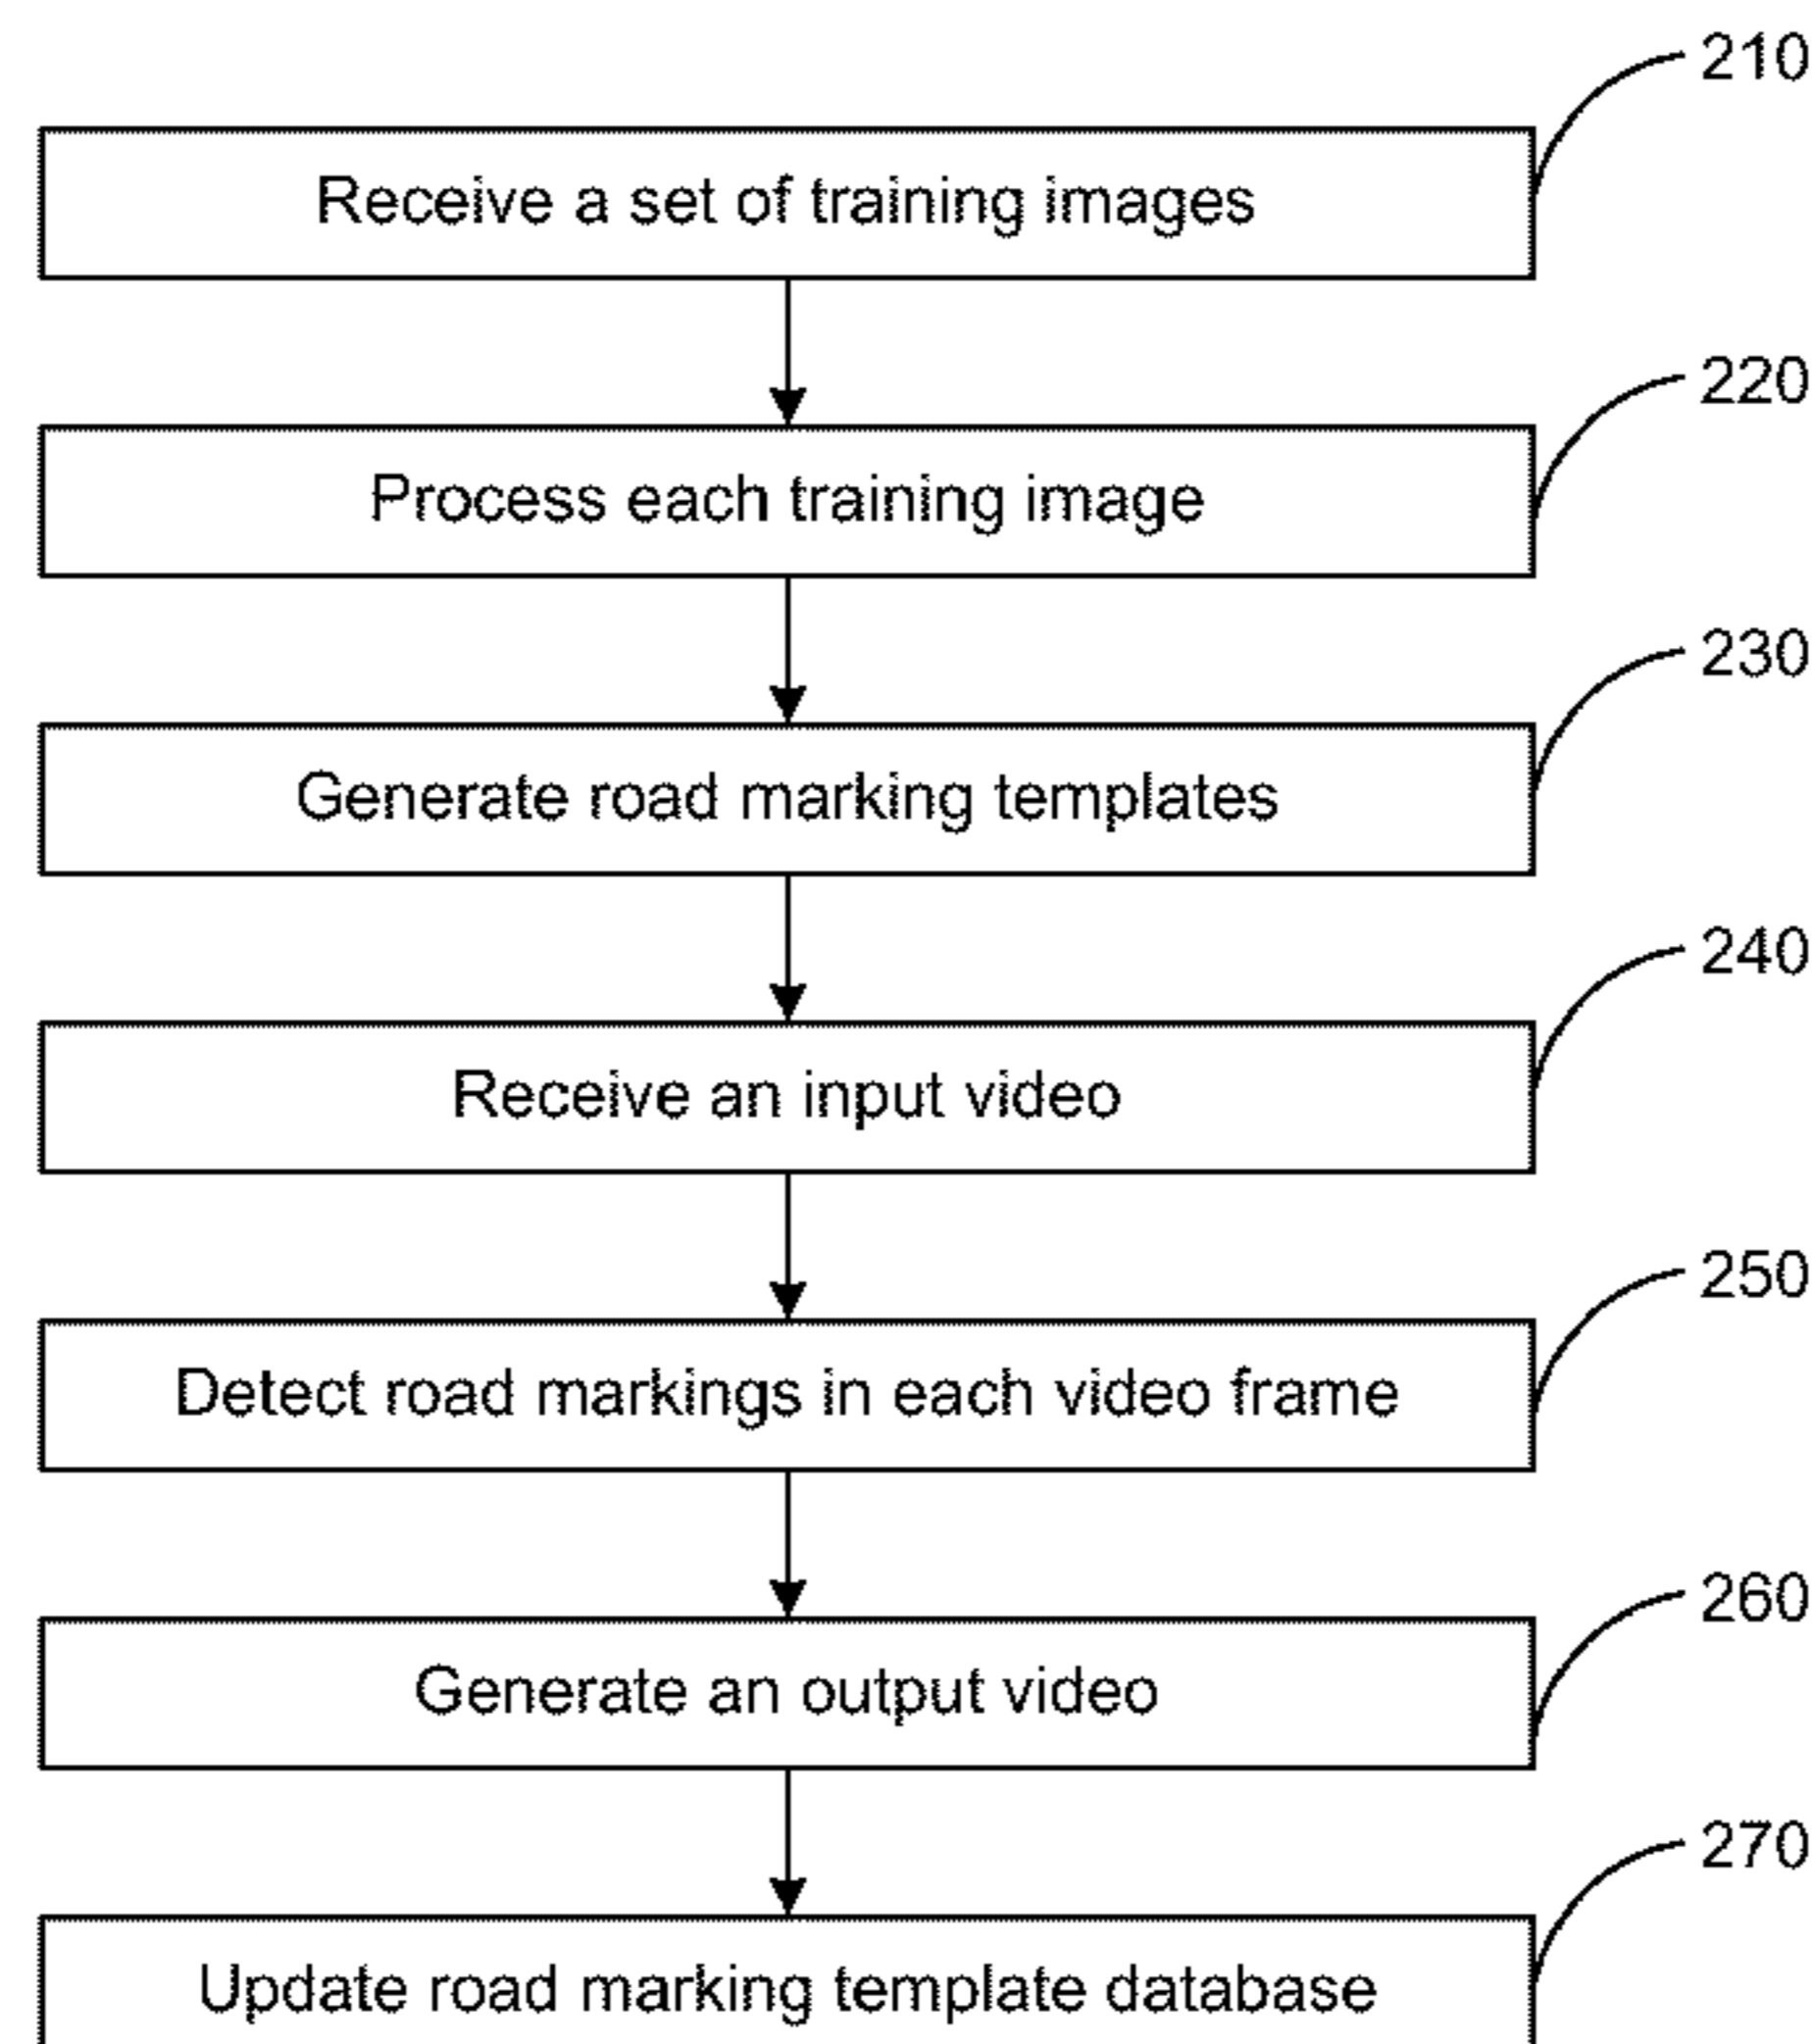 210
Receive a set of training images
220
Process each training image
230
Generate road marking templates
240
Receive an input video
250
Detect road markings in each video frame
260
Generate an output video
270
Update road marking template database